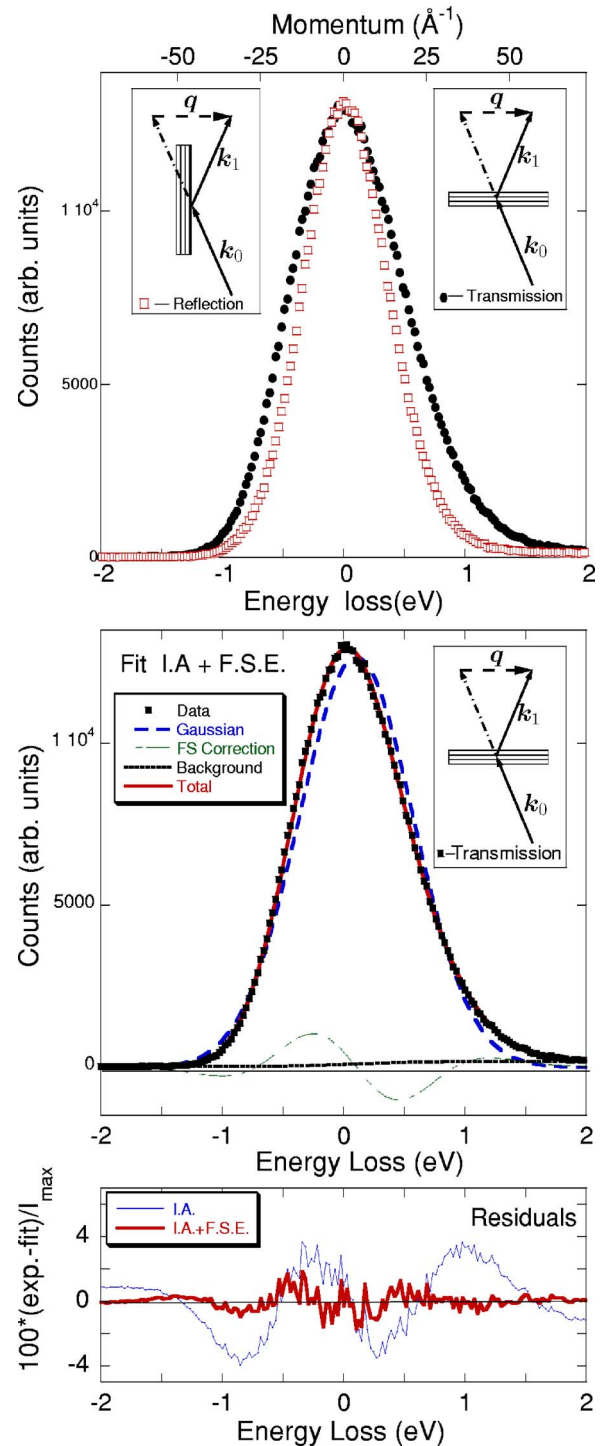 Momentum (Å⁻¹)
-50 -25 0 25 50
q
k₁
k₀
□ — Reflection
q
k₁
k₀
●— Transmission
Counts (arb. units)
1 10⁴
5000
0
-2 -1 0 1 2
Energy loss(eV)
Fit I.A + F.S.E.
Data
Gaussian
FS Correction
Background
Total
q
k₁
k₀
■–Transmission
Counts (arb. units)
1 10⁴
5000
0
-2 -1 0 1 2
Energy Loss (eV)
I.A.
I.A.+F.S.E.
Residuals
100*(exp.-fit)/I_max
4
0
-4
-2 -1 0 1 2
Energy Loss (eV)